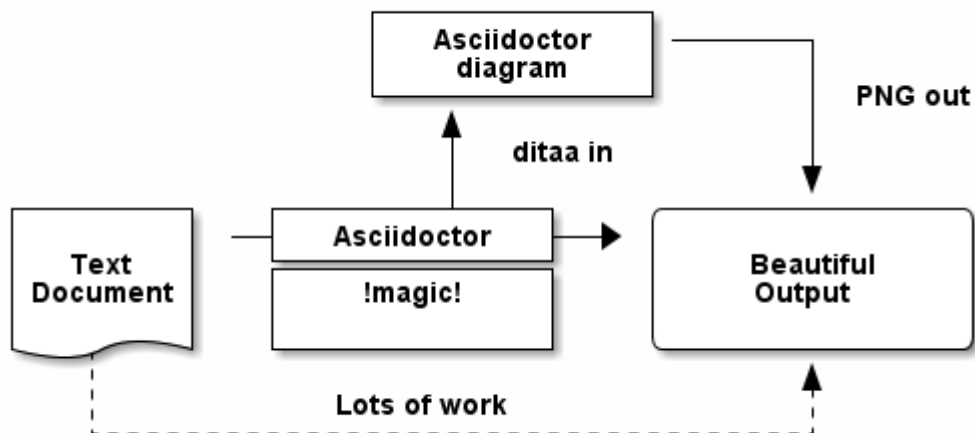 Asciidoctor
diagram
PNG out
ditaa in
Text
Document
Asciidoctor
!magic!
Beautiful
Output
Lots of work